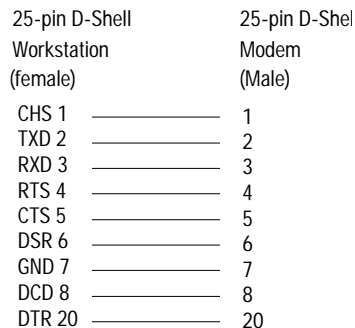 25-pin D-Shell 25-pin D-Shel
Workstation Modem
(female) (Male)
CHS 1 1
TXD 2 2
RXD 3 3
RTS 4 4
CTS 5 5
DSR 6 6
GND 7 7
DCD 8 8
DTR 20 20